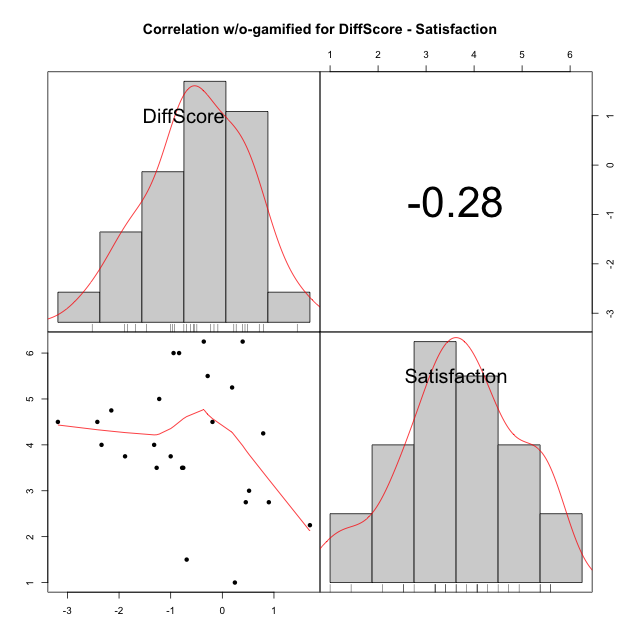 Correlation w/o-gamified for DiffScore - Satisfaction
1 2 3 4 5 6
DiffScore
-0.28
1
0
-1
-2
-3
Satisfaction
6
5
4
3
2
1
-3 -2 -1 0 1